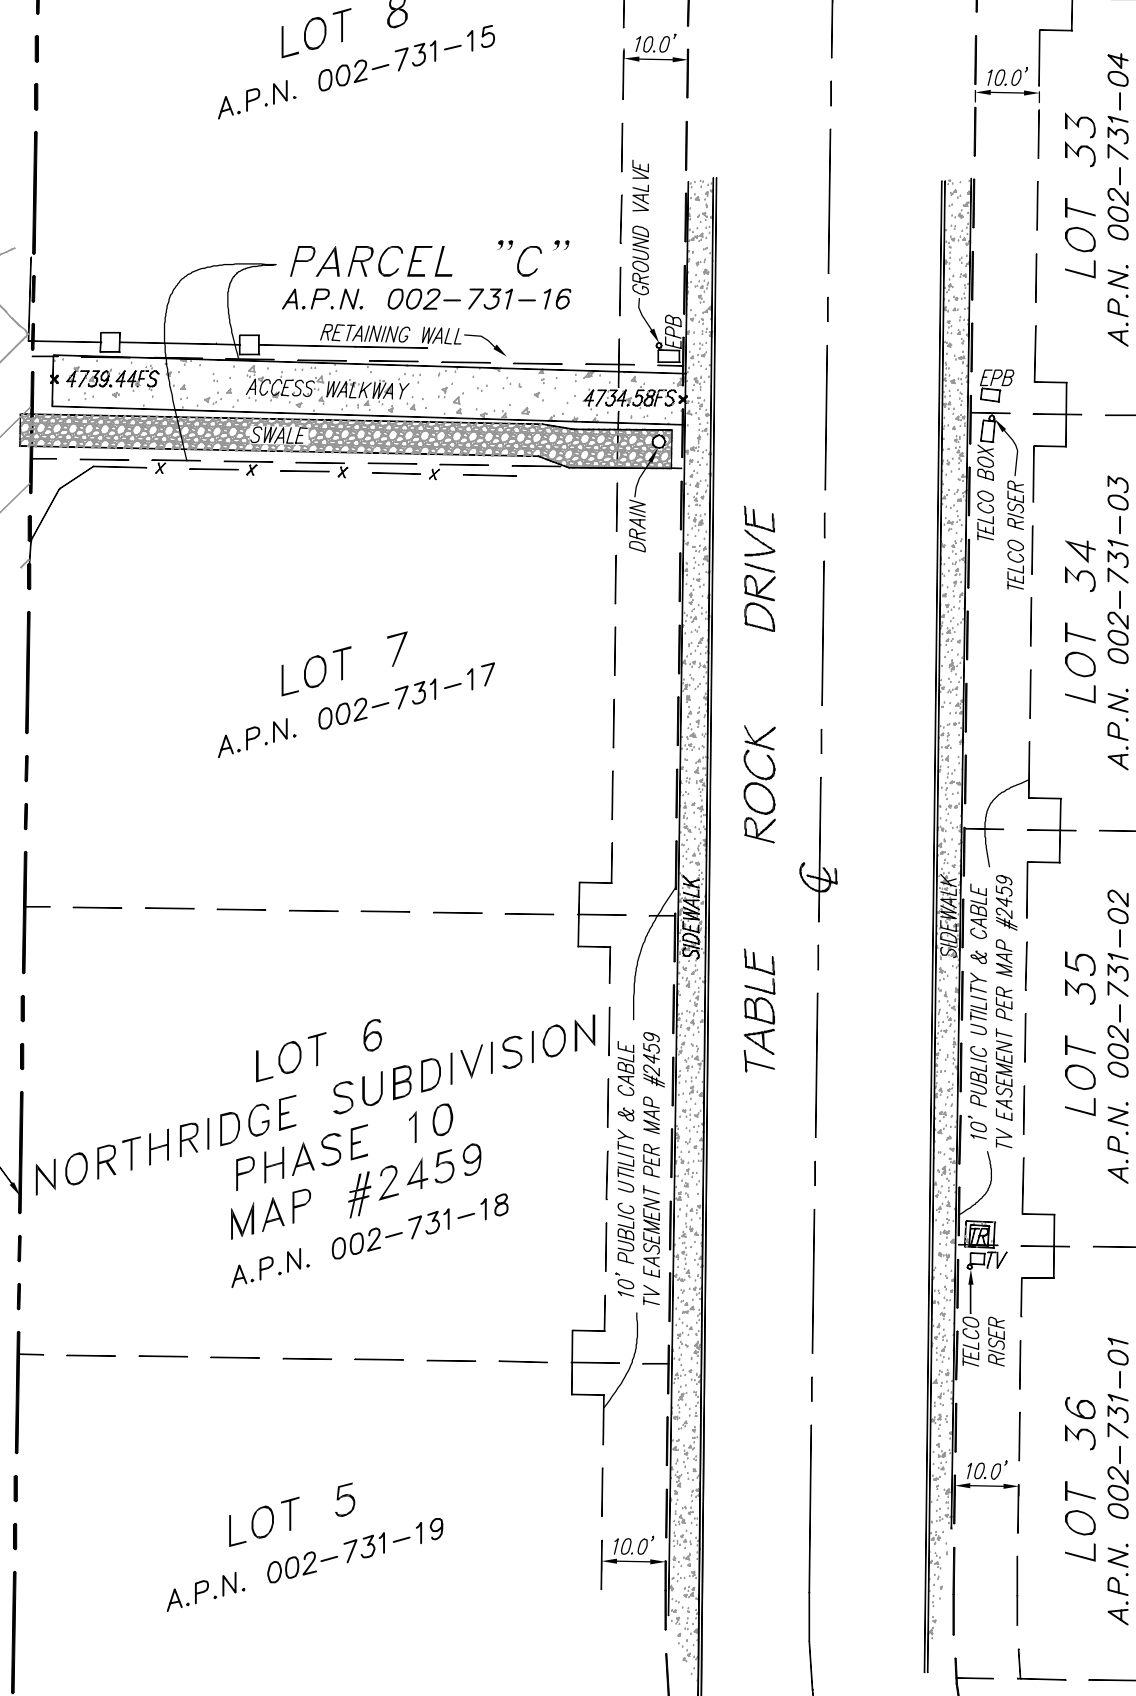 LOT 8
A.P.N. 002-731-15
10.0'
10.0'
LOT 33
A.P.N. 002-731-04
GROUND VALVE
PARCEL "C"
A.P.N. 002-731-16
RETAINING WALL
EPB
4739.44FS
ACCESS WALKWAY
4734.58FS
SWALE
DRAIN
EPB
TELCO BOX
TELCO RISER
LOT 34
A.P.N. 002-731-03
LOT 7
A.P.N. 002-731-17
TABLE ROCK DRIVE
℄
SIDEWALK
SIDEWALK
10' PUBLIC UTILITY & CABLE
TV EASEMENT PER MAP #2459
LOT 35
A.P.N. 002-731-02
LOT 6
NORTHRIDGE SUBDIVISION
PHASE 10
MAP #2459
A.P.N. 002-731-18
10' PUBLIC UTILITY & CABLE
TV EASEMENT PER MAP #2459
TR
TV
TELCO
RISER
LOT 36
A.P.N. 002-731-01
10.0'
LOT 5
A.P.N. 002-731-19
10.0'